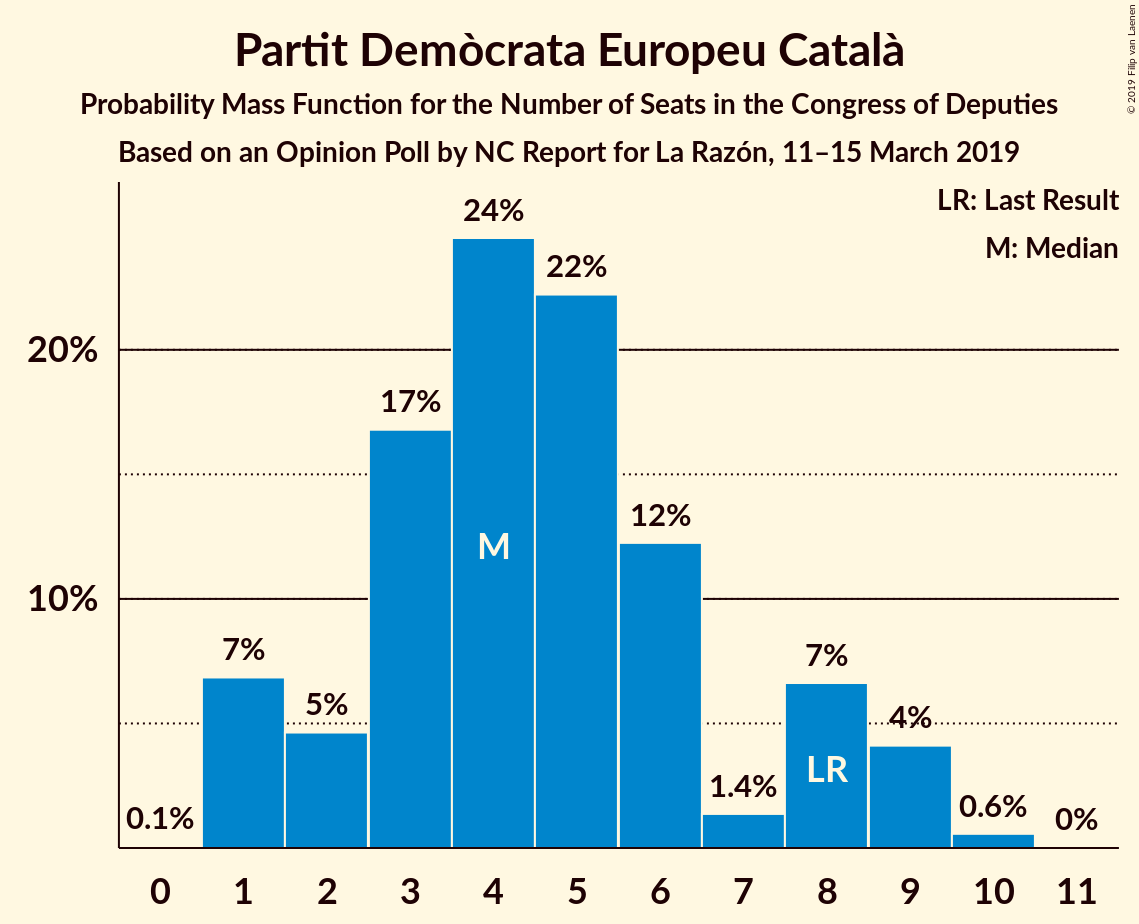 Partit Demòcrata Europeu Català
Probability Mass Function for the Number of Seats in the Congress of Deputies
Based on an Opinion Poll by NC Report for La Razón, 11–15 March 2019
© 2019 Filip van Laenen
LR: Last Result
M: Median
24%
22%
20%
17%
M
12%
10%
7%
7%
5%
4%
LR
1.4%
0.6%
0.1%
0%
0 1 2 3 4 5 6 7 8 9 10 11